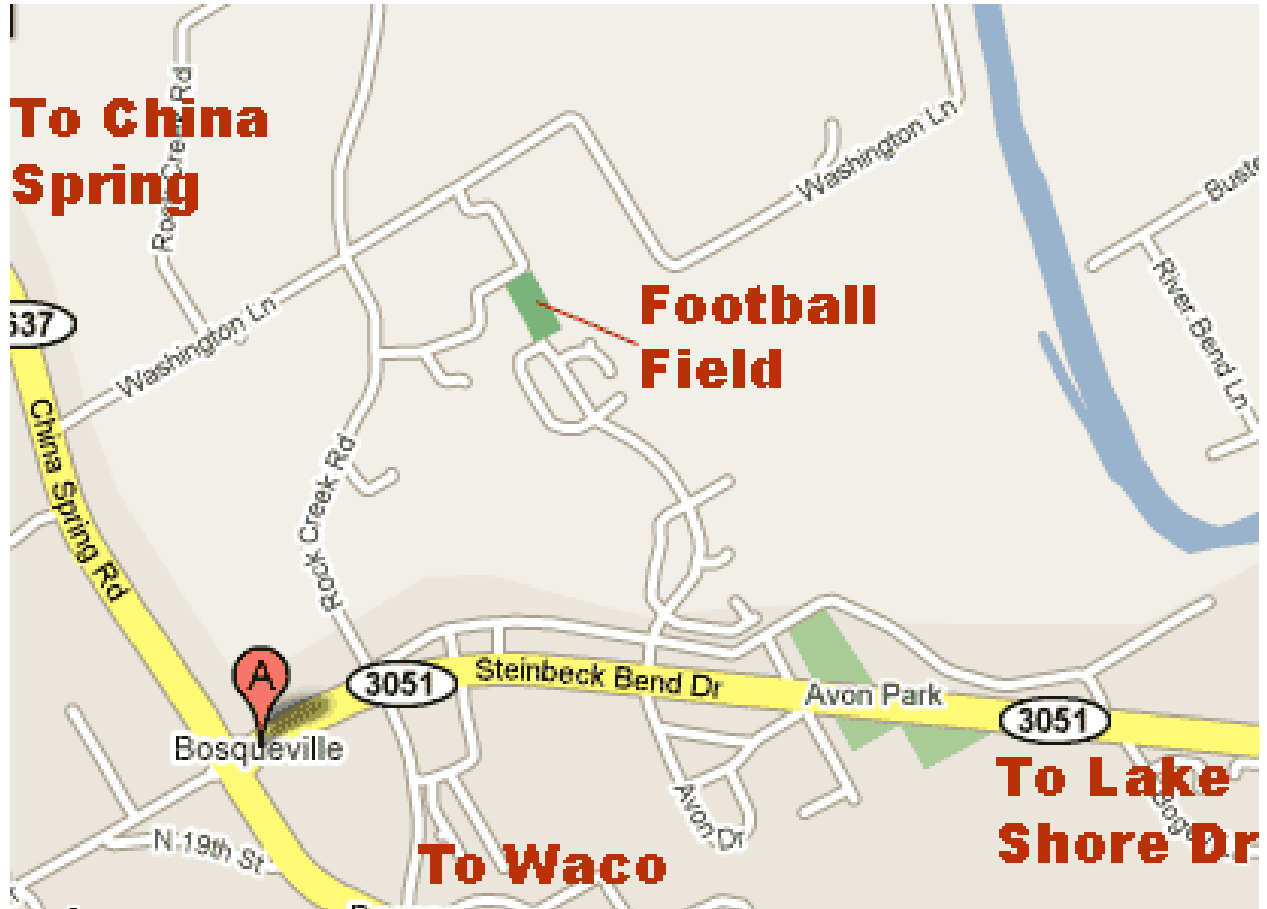 To China
Spring
Rock Creek Rd
Washington Ln
River Bend Ln
Football
Field
637
Washington Ln
China Spring Rd
Rock Creek Rd
A
3051
Steinbeck Bend Dr
Avon Park
3051
Bosqueville
To Lake
Shore Dr
Avon Dr
N 19th St
To Waco